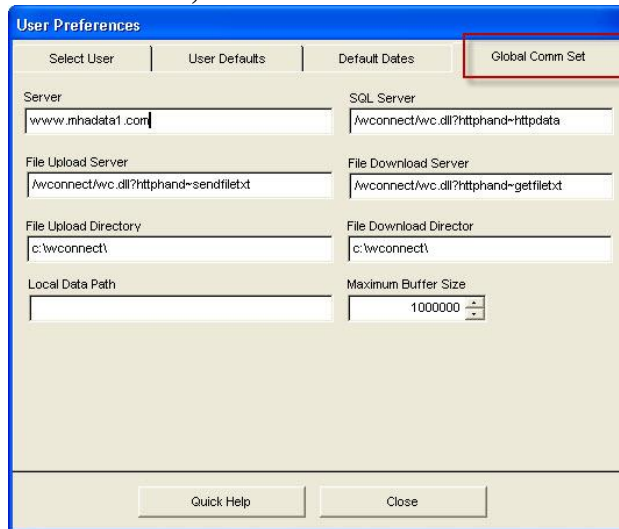 User Preferences
Select User User Defaults Default Dates Global Comm Set
Server SQL Server
www.mhadata1.com /wconnect/wc.dll?httphand~httpdata
File Upload Server File Download Server
/wconnect/wc.dll?httphand~sendfiletxt /wconnect/wc.dll?httphand~getfiletxt
File Upload Directory File Download Director
c:\wconnect\ c:\wconnect\
Local Data Path Maximum Buffer Size
1000000
Quick Help Close